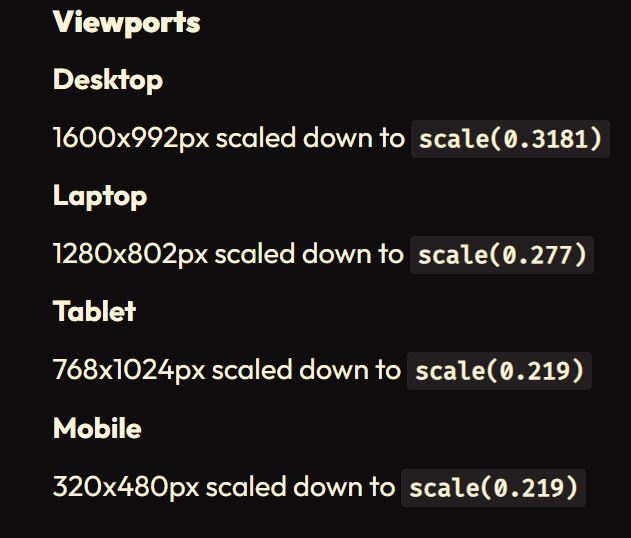 Viewports
Desktop
1600x992px scaled down to scale(0.3181)
Laptop
1280x802px scaled down to scale(0.277)
Tablet
768x1024px scaled down to scale(0.219)
Mobile
320x480px scaled down to scale(0.219)